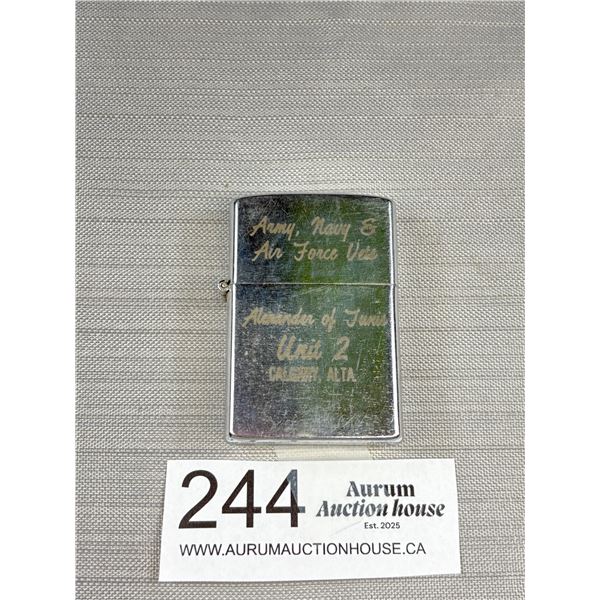 Army, Navy &
Air Force Vets
Alexander of Tunis
Unit 2
CALGARY, ALTA.
244
Aurum
Auction house
Est. 2025
WWW.AURUMAUCTIONHOUSE.CA